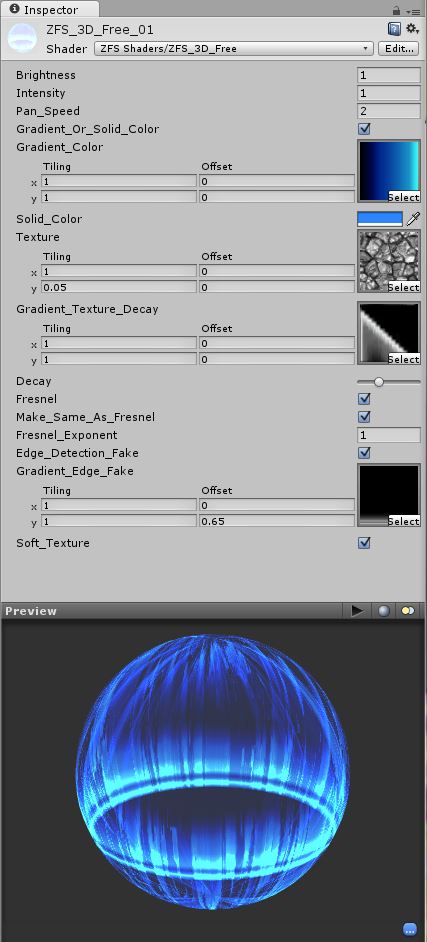 Inspector
ZFS_3D_Free_01
Shader ZFS Shaders/ZFS_3D_Free Edit...
Brightness 1
Intensity 1
Pan_Speed 2
Gradient_Or_Solid_Color
Gradient_Color
Tiling Offset
x 1 0
y 1 0
Select
Solid_Color
Texture
Tiling Offset
x 1 0
y 0.05 0
Select
Gradient_Texture_Decay
Tiling Offset
x 1 0
y 1 0
Select
Decay
Fresnel
Make_Same_As_Fresnel
Fresnel_Exponent 1
Edge_Detection_Fake
Gradient_Edge_Fake
Tiling Offset
x 1 0
y 1 0.65
Select
Soft_Texture
Preview